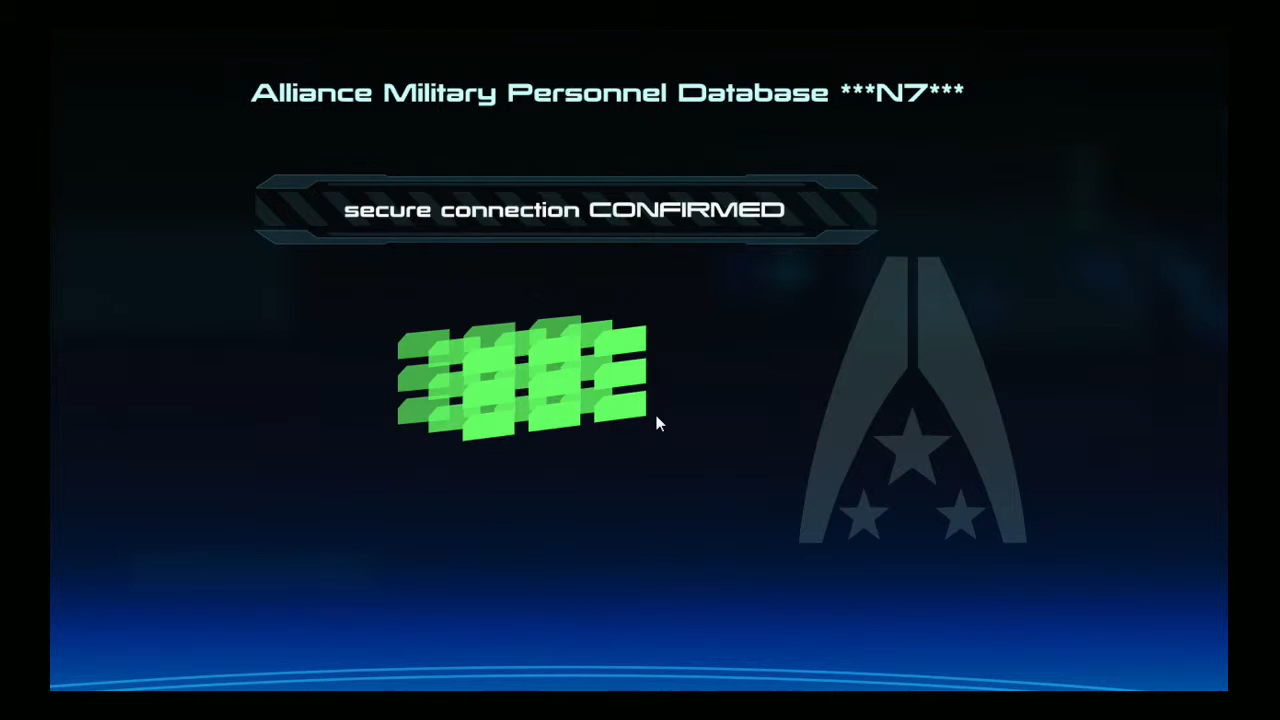 Alliance Military Personnel Database ***N7***
secure connection CONFIRMED